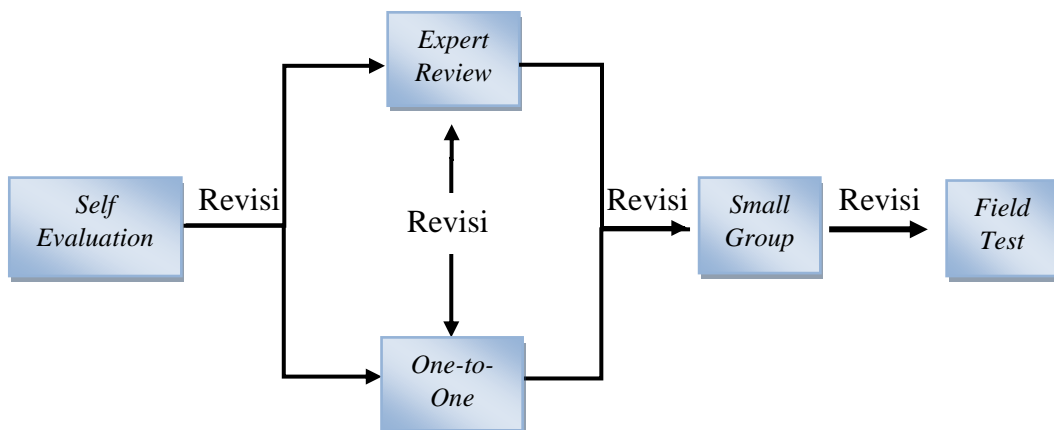 Self
Evaluation
Revisi
Expert
Review
Revisi
One-to-
One
Revisi
Small
Group
Revisi
Field
Test